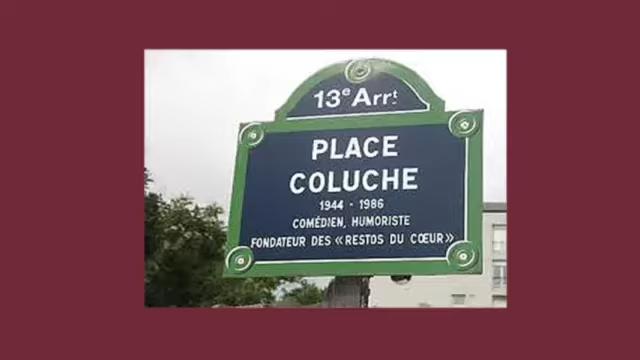 13e Arrt
PLACE
COLUCHE
1944 - 1986
COMÉDIEN, HUMORISTE
FONDATEUR DES «RESTOS DU CŒUR»